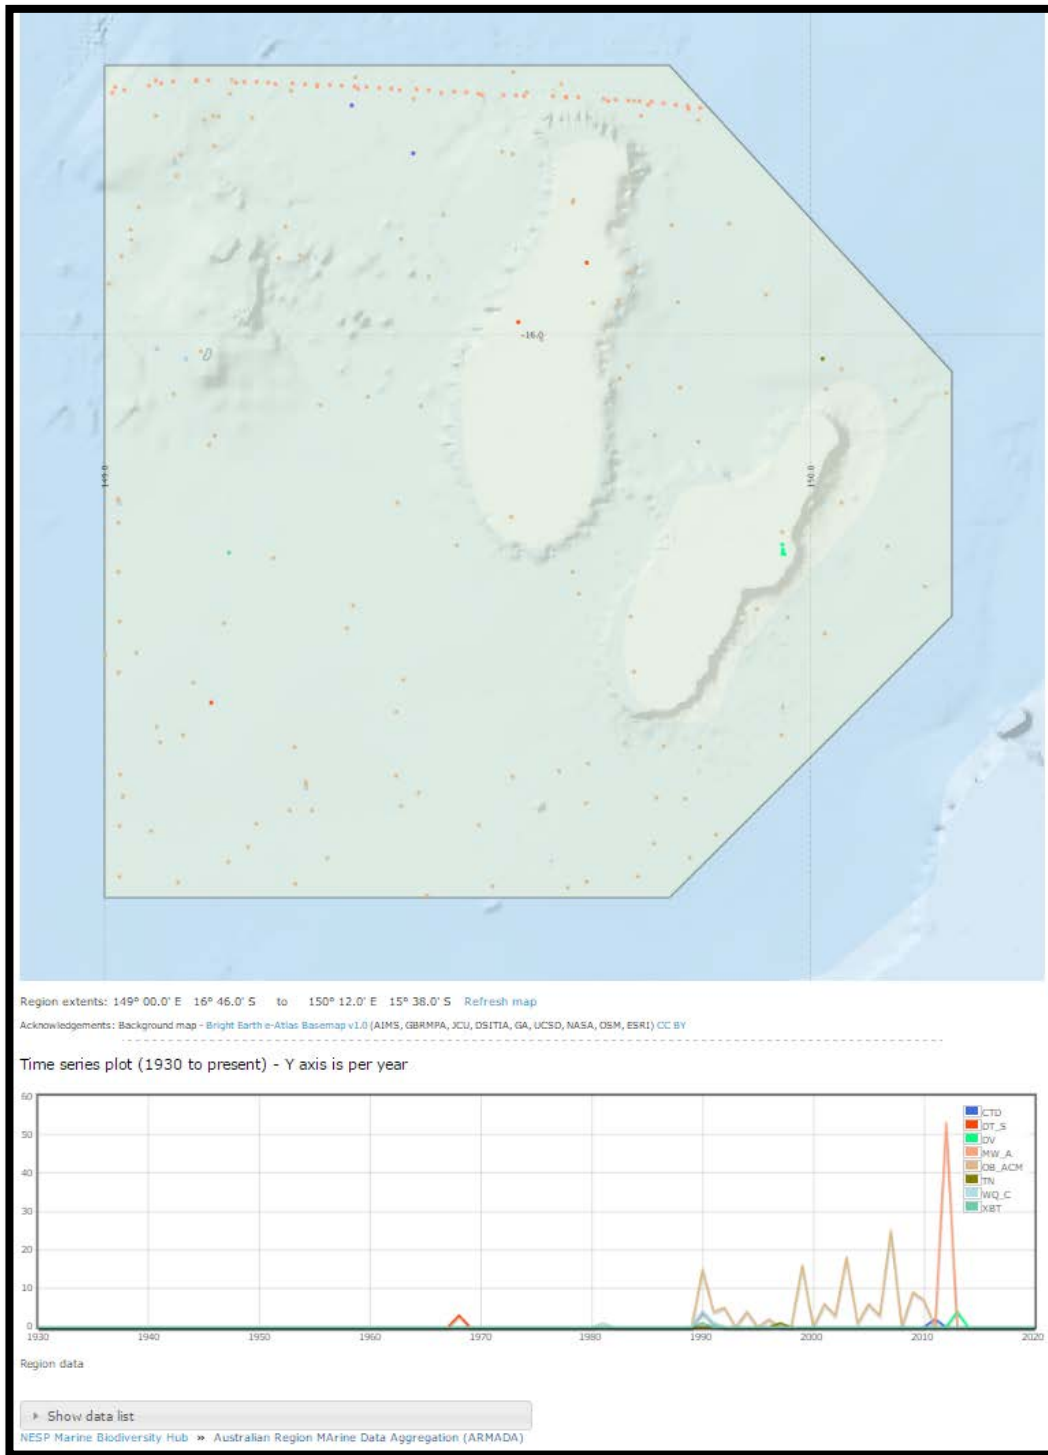 -16.0
149.0
150.0
Region extents: 149° 00.0' E 16° 46.0' S to 150° 12.0' E 15° 38.0' S Refresh map
Acknowledgements: Background map - Bright Earth e-Atlas Basemap v1.0 (AIMS, GBRMPA, JCU, DSITIA, GA, UCSD, NASA, OSM, ESRI) CC BY
Time series plot (1930 to present) - Y axis is per year
60
50
40
30
20
10
0
CTD
DT_S
DV
MW_A
OB_ACM
TN
WQ_C
XBT
1930 1940 1950 1960 1970 1980 1990 2000 2010 2020
Region data
Show data list
NESP Marine Biodiversity Hub » Australian Region MArine Data Aggregation (ARMADA)